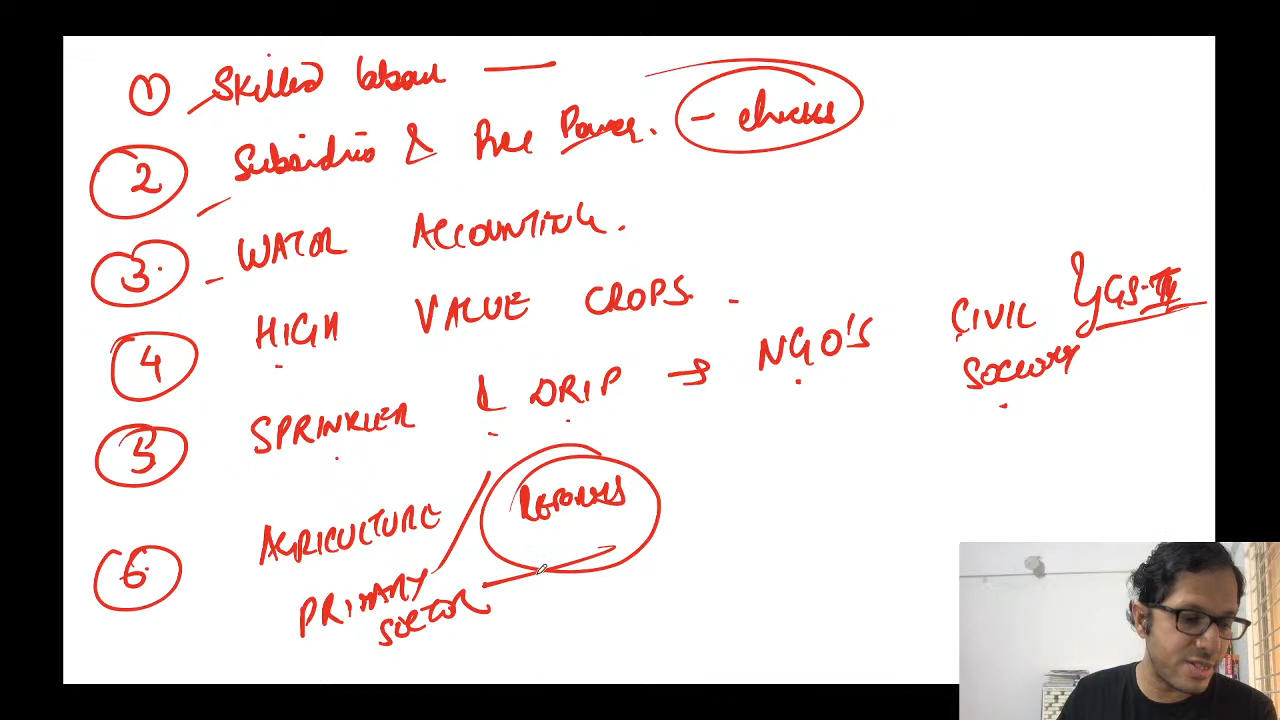 ① Skilled labour —
② Subsidies & Free Power. - checks
③ WATER ACCOUNTING.
④ HIGH VALUE CROPS.
⑤ SPRINKLER & DRIP → NGO'S CIVIL SOCIETY } GS-III
⑥ AGRICULTURE REFORMS
PRIMARY
SECTOR